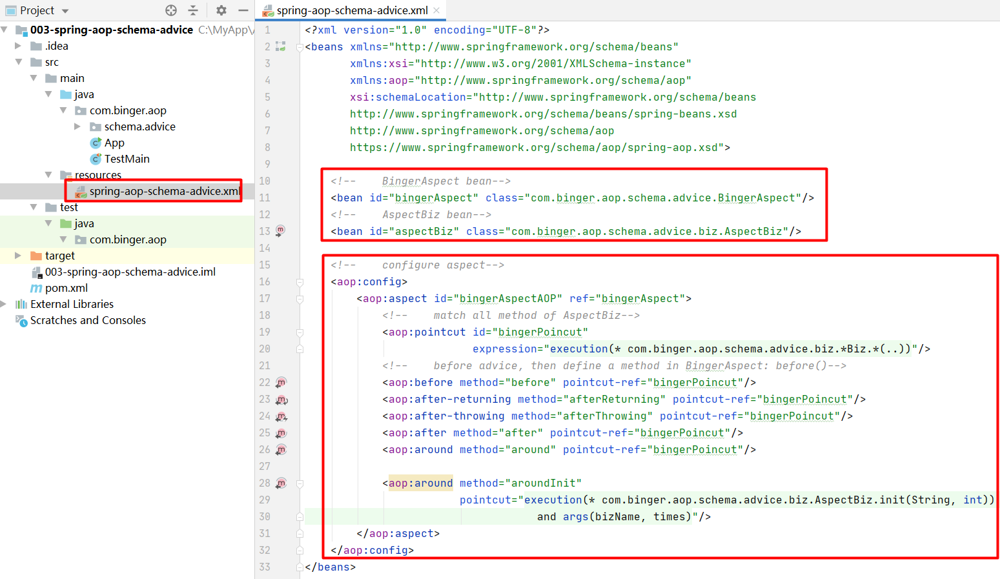 Project
003-spring-aop-schema-advice C:\MyApp\
.idea
src
main
java
com.binger.aop
schema.advice
App
TestMain
resources
spring-aop-schema-advice.xml
test
java
com.binger.aop
target
003-spring-aop-schema-advice.iml
pom.xml
External Libraries
Scratches and Consoles
spring-aop-schema-advice.xml
1 <?xml version="1.0" encoding="UTF-8"?>
2 <beans xmlns="http://www.springframework.org/schema/beans"
3 xmlns:xsi="http://www.w3.org/2001/XMLSchema-instance"
4 xmlns:aop="http://www.springframework.org/schema/aop"
5 xsi:schemaLocation="http://www.springframework.org/schema/beans
6 http://www.springframework.org/schema/beans/spring-beans.xsd
7 http://www.springframework.org/schema/aop
8 https://www.springframework.org/schema/aop/spring-aop.xsd">
9
10 <!--    BingerAspect bean-->
11 <bean id="bingerAspect" class="com.binger.aop.schema.advice.BingerAspect"/>
12 <!--    AspectBiz bean-->
13 <bean id="aspectBiz" class="com.binger.aop.schema.advice.biz.AspectBiz"/>
14
15 <!--    configure aspect-->
16 <aop:config>
17 <aop:aspect id="bingerAspectAOP" ref="bingerAspect">
18 <!--    match all method of AspectBiz-->
19 <aop:pointcut id="bingerPoincut"
20 expression="execution(* com.binger.aop.schema.advice.biz.*Biz.*(..))"/>
21 <!--    before advice, then define a method in BingerAspect: before()-->
22 <aop:before method="before" pointcut-ref="bingerPoincut"/>
23 <aop:after-returning method="afterReturning" pointcut-ref="bingerPoincut"/>
24 <aop:after-throwing method="afterThrowing" pointcut-ref="bingerPoincut"/>
25 <aop:after method="after" pointcut-ref="bingerPoincut"/>
26 <aop:around method="around" pointcut-ref="bingerPoincut"/>
27
28 <aop:around method="aroundInit"
29 pointcut="execution(* com.binger.aop.schema.advice.biz.AspectBiz.init(String, int))
30 and args(bizName, times)"/>
31 </aop:aspect>
32 </aop:config>
33 </beans>